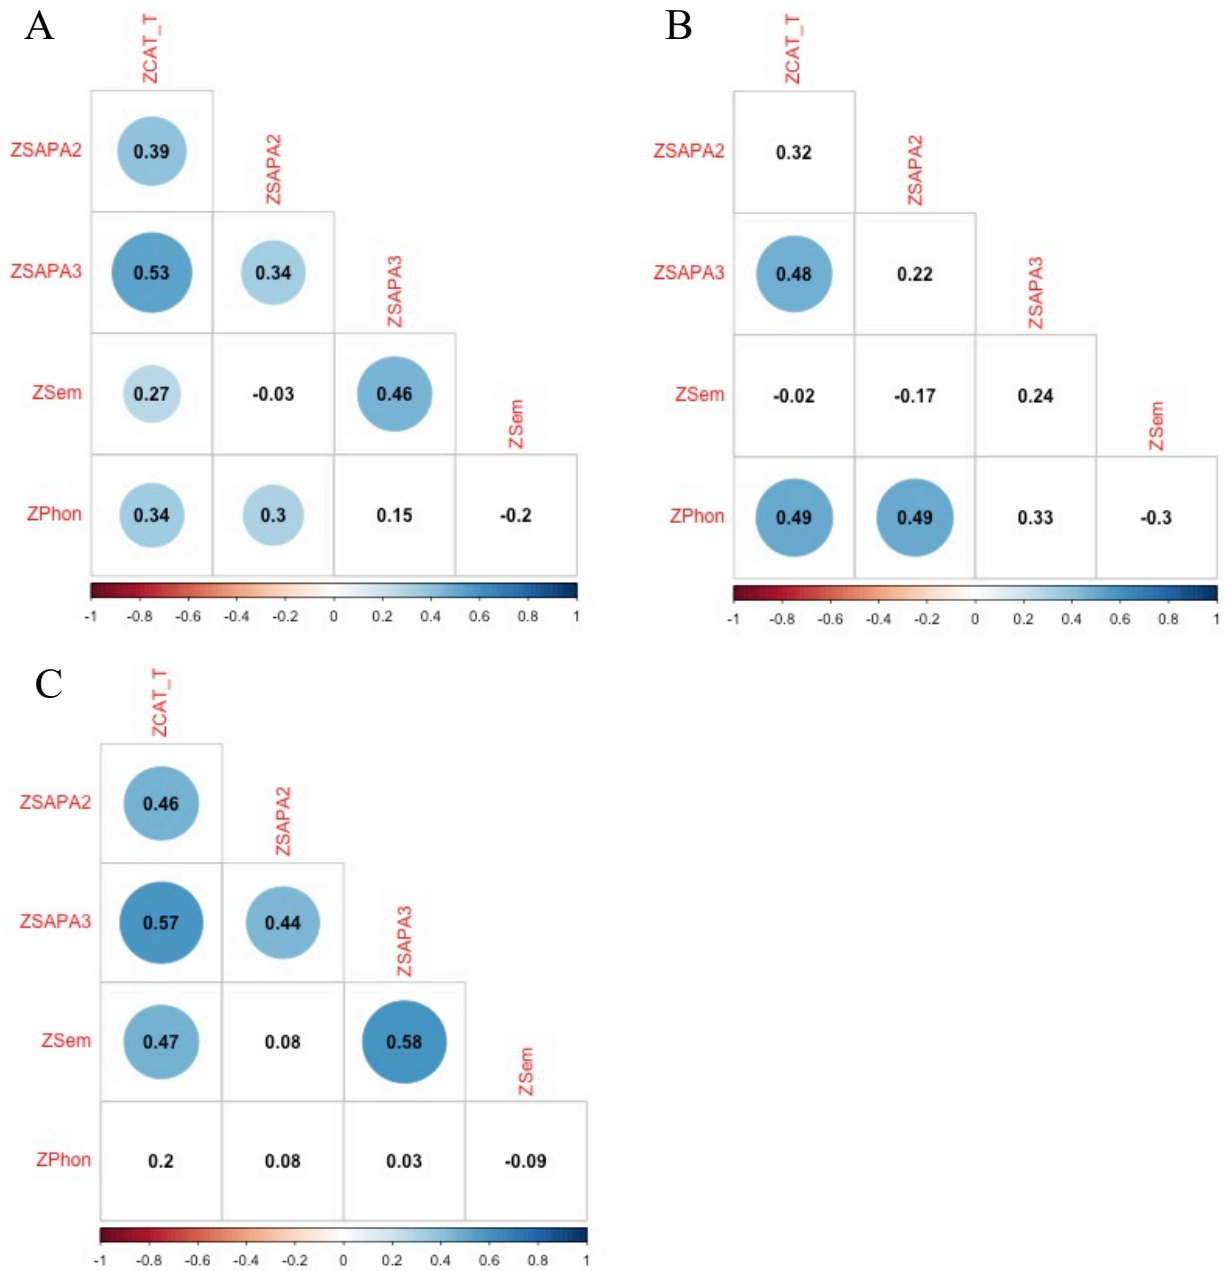 A
ZCAT_T
ZSAPA2 0.39
ZSAPA2
ZSAPA3 0.53 0.34
ZSAPA3
ZSem 0.27 -0.03 0.46
ZSem
ZPhon 0.34 0.3 0.15 -0.2
-1 -0.8 -0.6 -0.4 -0.2 0 0.2 0.4 0.6 0.8 1
B
ZCAT_T
ZSAPA2 0.32
ZSAPA2
ZSAPA3 0.48 0.22
ZSAPA3
ZSem -0.02 -0.17 0.24
ZSem
ZPhon 0.49 0.49 0.33 -0.3
-1 -0.8 -0.6 -0.4 -0.2 0 0.2 0.4 0.6 0.8 1
C
ZCAT_T
ZSAPA2 0.46
ZSAPA2
ZSAPA3 0.57 0.44
ZSAPA3
ZSem 0.47 0.08 0.58
ZSem
ZPhon 0.2 0.08 0.03 -0.09
-1 -0.8 -0.6 -0.4 -0.2 0 0.2 0.4 0.6 0.8 1